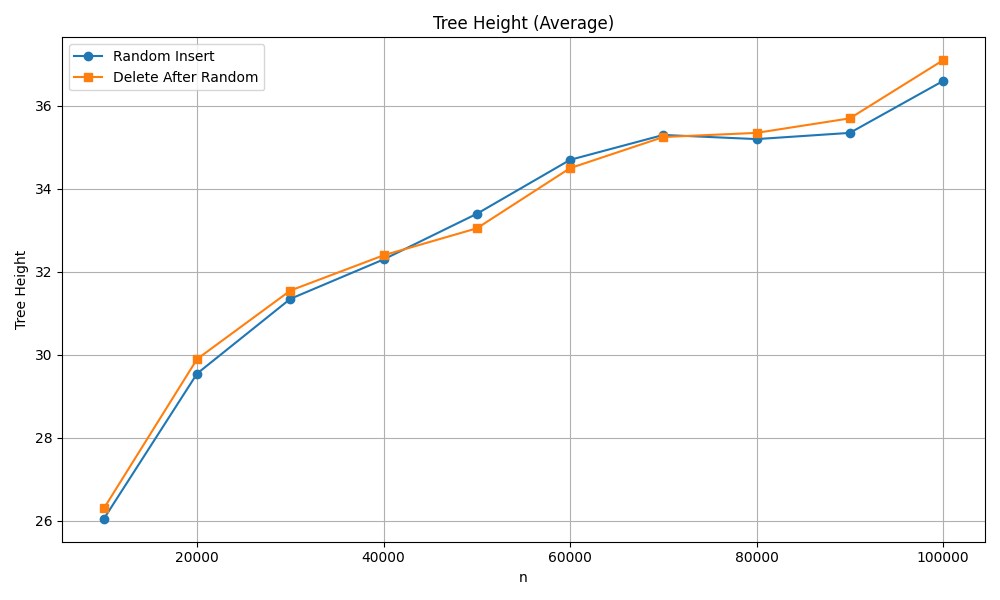 Tree Height (Average)
Random Insert
Delete After Random
Tree Height
36
34
32
30
28
26
20000
40000
60000
80000
100000
n